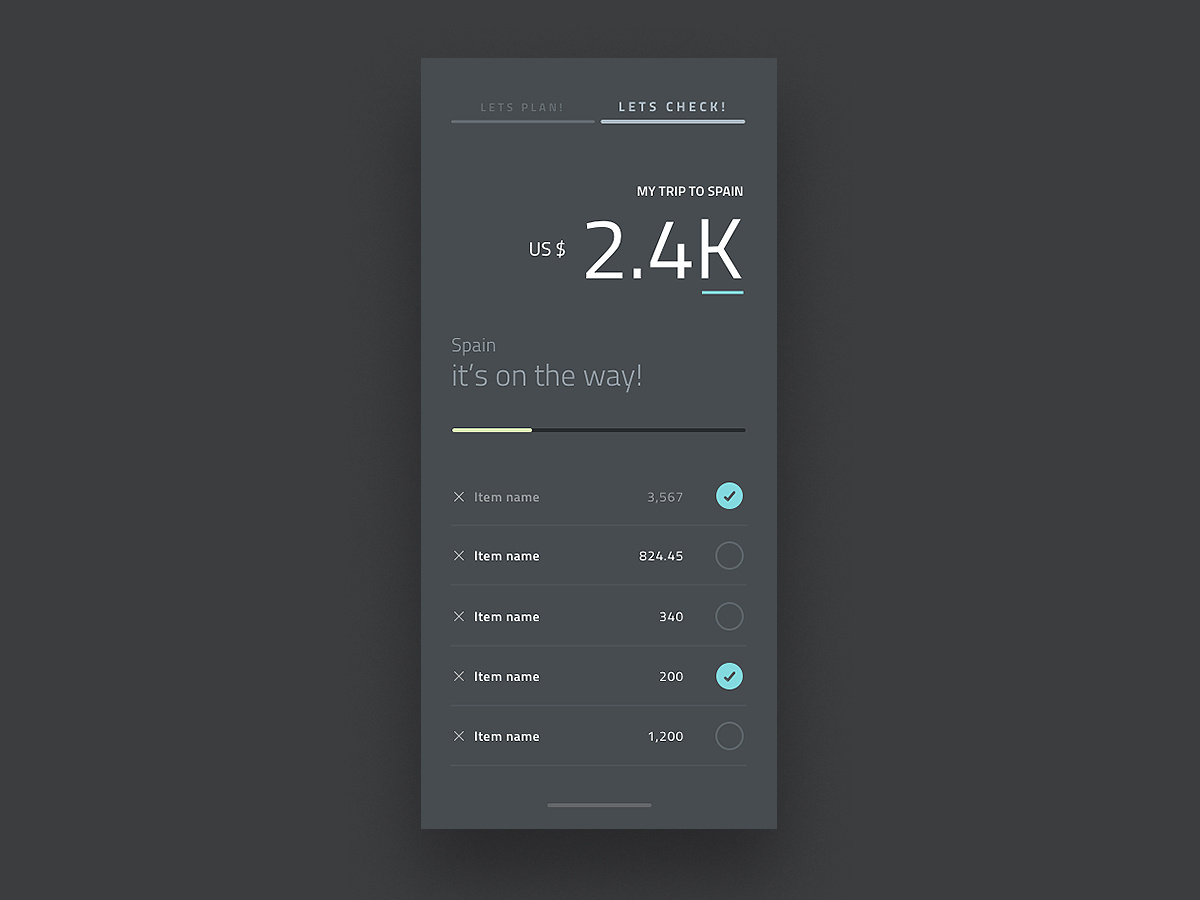 LETS PLAN! LETS CHECK!
MY TRIP TO SPAIN
US $ 2.4K
Spain
it's on the way!
Item name 3,567
Item name 824.45
Item name 340
Item name 200
Item name 1,200